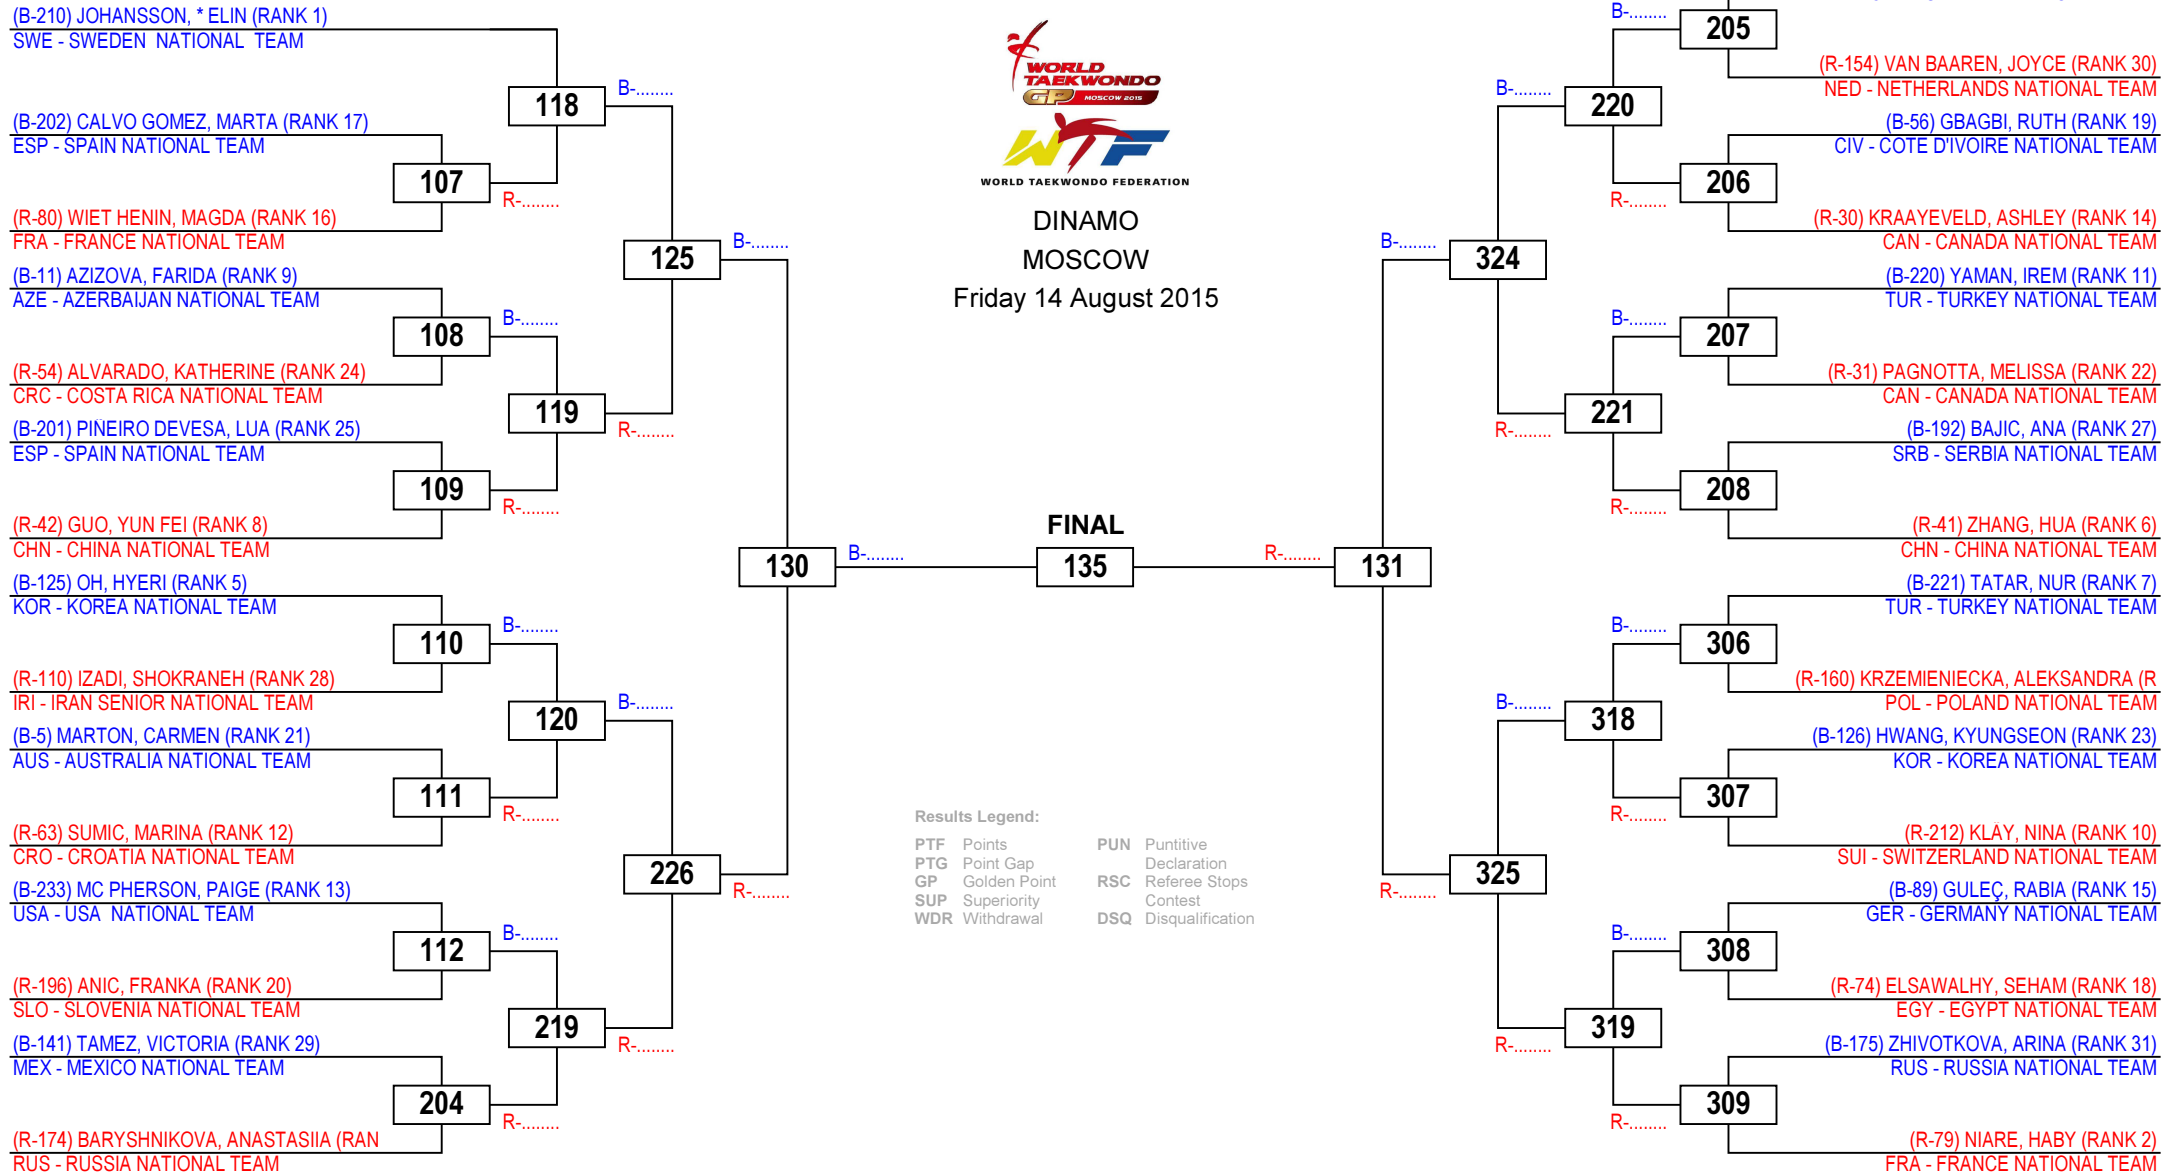 (B-210) JOHANSSON, * ELIN (RANK 1)
SWE - SWEDEN  NATIONAL  TEAM
118
B-........
(B-202) CALVO GOMEZ, MARTA (RANK 17)
ESP - SPAIN NATIONAL TEAM
107
R-........
(R-80) WIET HENIN, MAGDA (RANK 16)
FRA - FRANCE NATIONAL TEAM
125
B-........
(B-11) AZIZOVA, FARIDA (RANK 9)
AZE - AZERBAIJAN NATIONAL TEAM
108
B-........
(R-54) ALVARADO, KATHERINE (RANK 24)
CRC - COSTA RICA NATIONAL TEAM
119
R-........
(B-201) PIÑEIRO DEVESA, LUA (RANK 25)
ESP - SPAIN NATIONAL TEAM
109
R-........
(R-42) GUO, YUN FEI (RANK 8)
CHN - CHINA NATIONAL TEAM
130
B-........
(B-125) OH, HYERI (RANK 5)
KOR - KOREA NATIONAL TEAM
110
B-........
(R-110) IZADI, SHOKRANEH (RANK 28)
IRI - IRAN SENIOR NATIONAL TEAM
120
B-........
(B-5) MARTON, CARMEN (RANK 21)
AUS - AUSTRALIA NATIONAL TEAM
111
R-........
(R-63) SUMIC, MARINA (RANK 12)
CRO - CROATIA NATIONAL TEAM
226
R-........
(B-233) MC PHERSON, PAIGE (RANK 13)
USA - USA  NATIONAL TEAM
112
B-........
(R-196) ANIC, FRANKA (RANK 20)
SLO - SLOVENIA NATIONAL TEAM
219
R-........
(B-141) TAMEZ, VICTORIA (RANK 29)
MEX - MEXICO NATIONAL TEAM
204
R-........
(R-174) BARYSHNIKOVA, ANASTASIIA (RAN
RUS - RUSSIA NATIONAL TEAM
WORLD
TAEKWONDO
GP MOSCOW 2015
WTF
WORLD TAEKWONDO FEDERATION
DINAMO
MOSCOW
Friday 14 August 2015
FINAL
135
Results Legend:
PTF Points
PTG Point Gap
GP Golden Point
SUP Superiority
WDR Withdrawal
PUN Puntitive
Declaration
RSC Referee Stops
Contest
DSQ Disqualification
B-........
205
(R-154) VAN BAAREN, JOYCE (RANK 30)
NED - NETHERLANDS NATIONAL TEAM
B-........
220
(B-56) GBAGBI, RUTH (RANK 19)
CIV - COTE D'IVOIRE NATIONAL TEAM
206
R-........
(R-30) KRAAYEVELD, ASHLEY (RANK 14)
CAN - CANADA NATIONAL TEAM
B-........
324
(B-220) YAMAN, IREM (RANK 11)
TUR - TURKEY NATIONAL TEAM
B-........
207
(R-31) PAGNOTTA, MELISSA (RANK 22)
CAN - CANADA NATIONAL TEAM
221
R-........
(B-192) BAJIC, ANA (RANK 27)
SRB - SERBIA NATIONAL TEAM
208
R-........
(R-41) ZHANG, HUA (RANK 6)
CHN - CHINA NATIONAL TEAM
R-........
131
(B-221) TATAR, NUR (RANK 7)
TUR - TURKEY NATIONAL TEAM
B-........
306
(R-160) KRZEMIENIECKA, ALEKSANDRA (R
POL - POLAND NATIONAL TEAM
B-........
318
(B-126) HWANG, KYUNGSEON (RANK 23)
KOR - KOREA NATIONAL TEAM
307
R-........
(R-212) KLÄY, NINA (RANK 10)
SUI - SWITZERLAND NATIONAL TEAM
325
R-........
(B-89) GULEÇ, RABIA (RANK 15)
GER - GERMANY NATIONAL TEAM
B-........
308
(R-74) ELSAWALHY, SEHAM (RANK 18)
EGY - EGYPT NATIONAL TEAM
319
R-........
(B-175) ZHIVOTKOVA, ARINA (RANK 31)
RUS - RUSSIA NATIONAL TEAM
309
R-........
(R-79) NIARE, HABY (RANK 2)
FRA - FRANCE NATIONAL TEAM